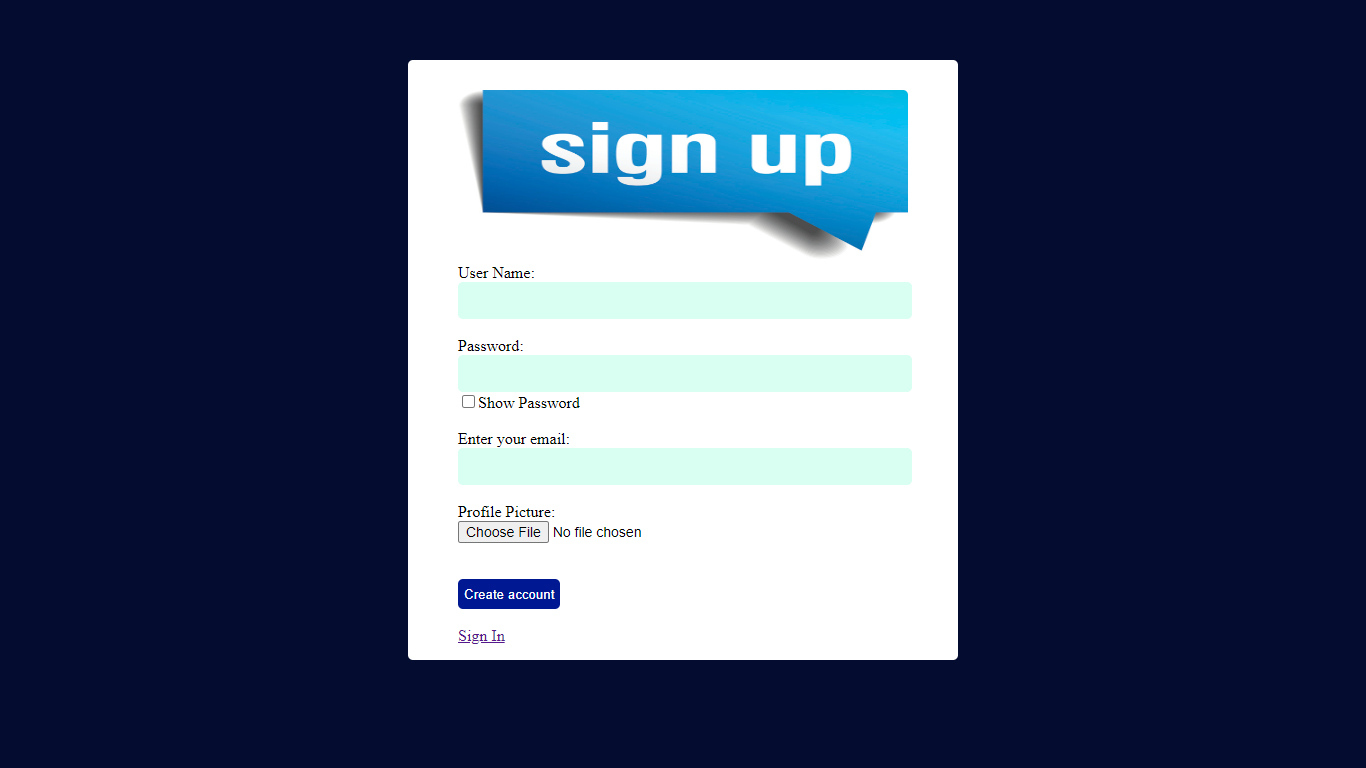 sign up
User Name:
Password:
Show Password
Enter your email:
Profile Picture:
Choose File No file chosen
Create account
Sign In